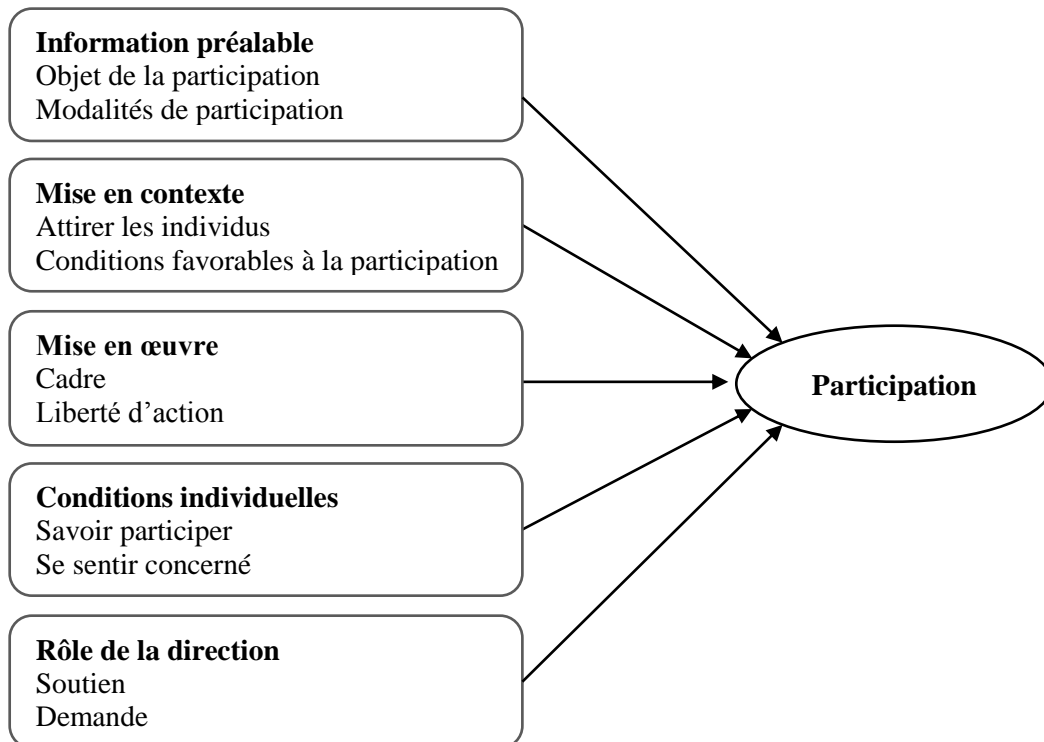 Information préalable
Objet de la participation
Modalités de participation
Mise en contexte
Attirer les individus
Conditions favorables à la participation
Mise en œuvre
Cadre
Liberté d’action
Participation
Conditions individuelles
Savoir participer
Se sentir concerné
Rôle de la direction
Soutien
Demande